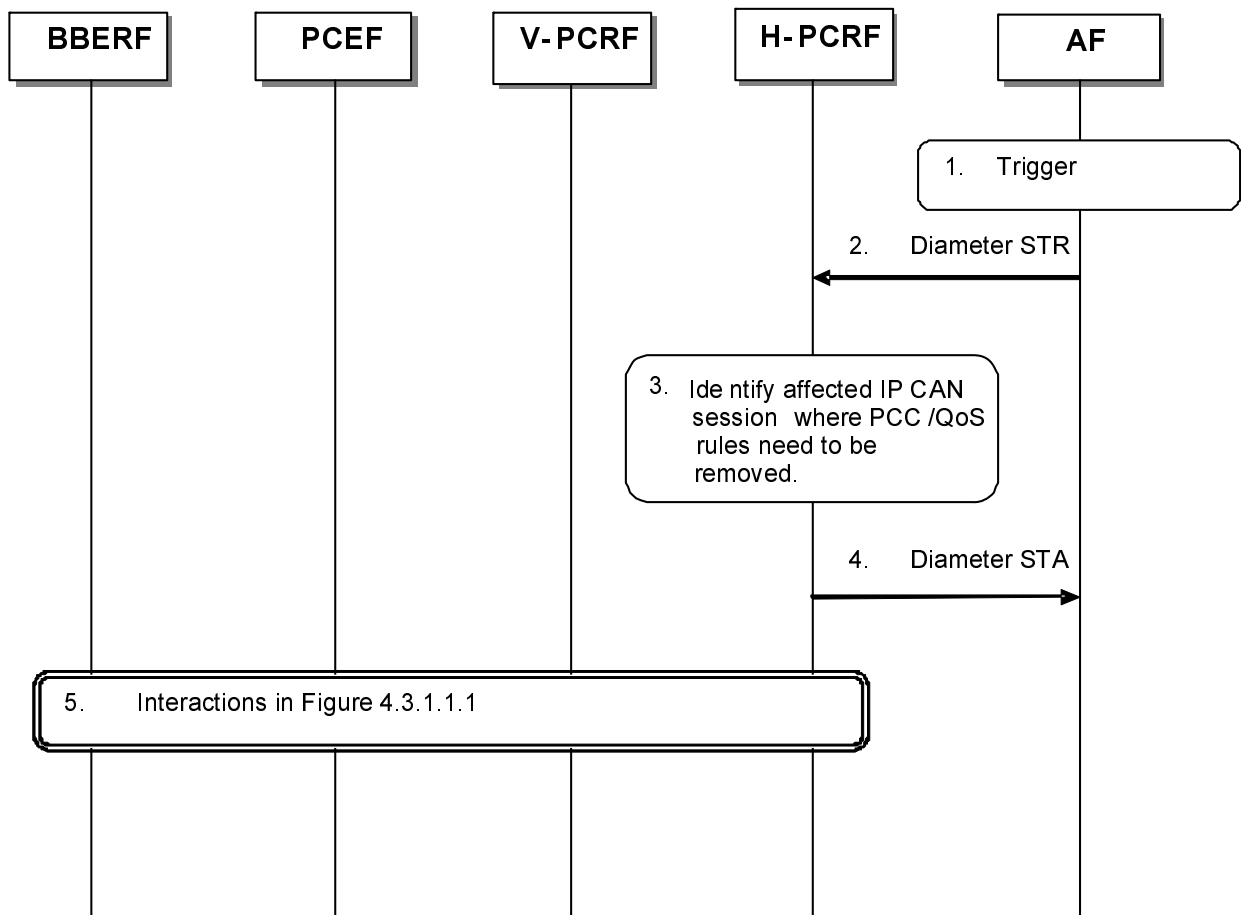 BBERF
PCEF
V-PCRF
H-PCRF
AF
1. Trigger
2. Diameter STR
3. Ide ntify affected IP CAN
session where PCC /QoS
rules need to be
removed.
4. Diameter STA
5. Interactions in Figure 4.3.1.1.1